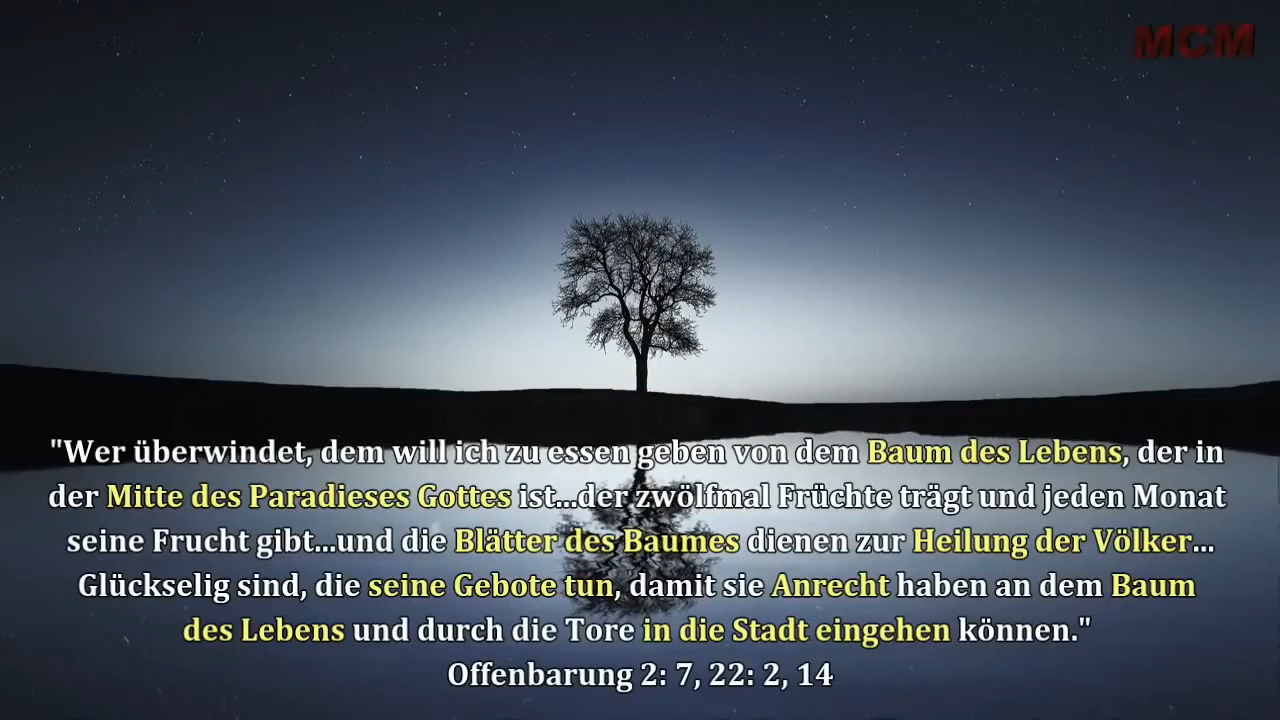 MCM
"Wer überwindet, dem will ich zu essen geben von dem Baum des Lebens, der in
der Mitte des Paradieses Gottes ist...der zwölfmal Früchte trägt und jeden Monat
seine Frucht gibt...und die Blätter des Baumes dienen zur Heilung der Völker...
Glückselig sind, die seine Gebote tun, damit sie Anrecht haben an dem Baum
des Lebens und durch die Tore in die Stadt eingehen können."
Offenbarung 2: 7, 22: 2, 14